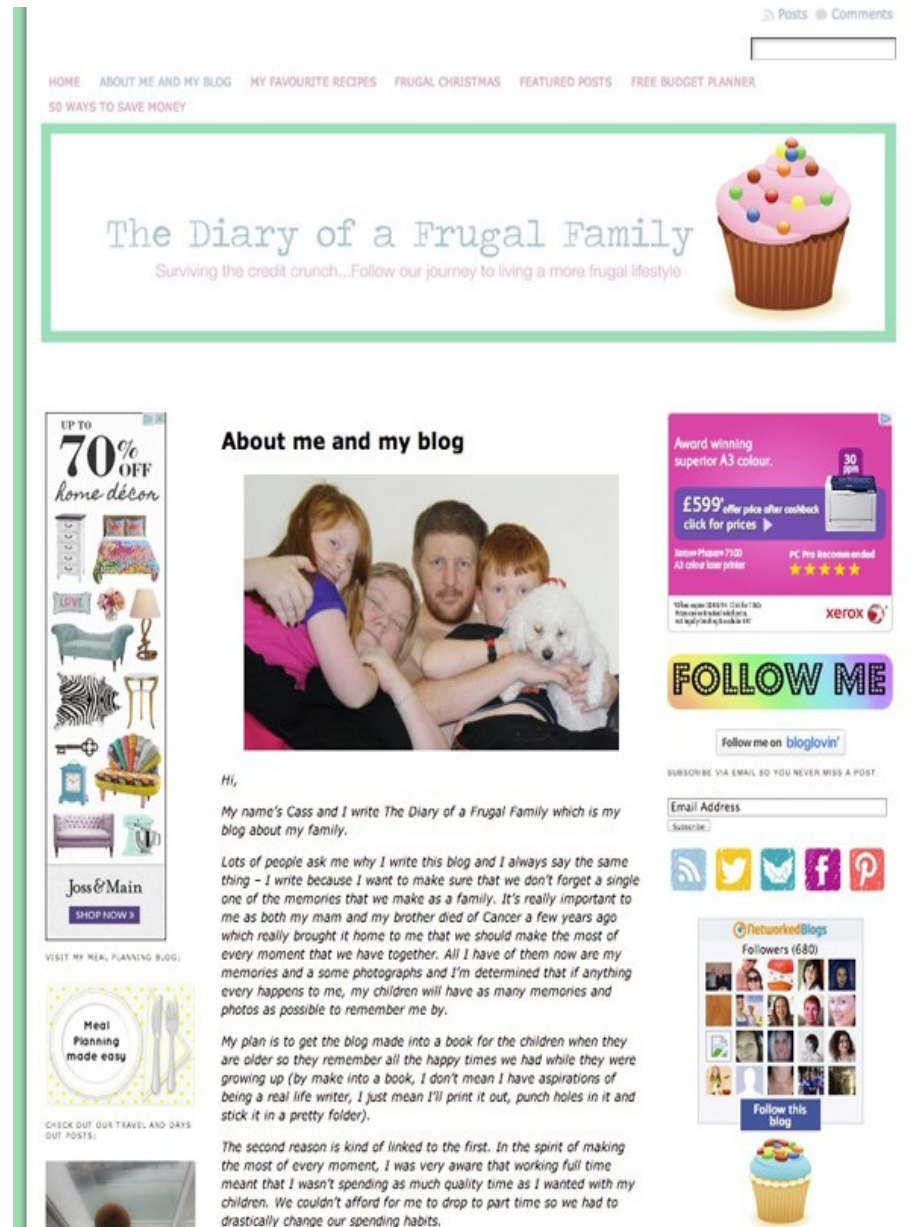 Posts Comments
HOME ABOUT ME AND MY BLOG MY FAVOURITE RECIPES FRUGAL CHRISTMAS FEATURED POSTS FREE BUDGET PLANNER
50 WAYS TO SAVE MONEY
The Diary of a Frugal Family
Surviving the credit crunch...Follow our journey to living a more frugal lifestyle
UP TO
70% OFF
home décor
LOVE
Joss&Main
SHOP NOW »
VISIT MY MEAL PLANNING BLOG:
Meal
Planning
made easy
CHECK OUT OUR TRAVEL AND DAYS
OUT POSTS:
About me and my blog
Hi,
My name's Cass and I write The Diary of a Frugal Family which is my
blog about my family.
Lots of people ask me why I write this blog and I always say the same
thing – I write because I want to make sure that we don't forget a single
one of the memories that we make as a family. It's really important to
me as both my mam and my brother died of Cancer a few years ago
which really brought it home to me that we should make the most of
every moment that we have together. All I have of them now are my
memories and a some photographs and I'm determined that if anything
every happens to me, my children will have as many memories and
photos as possible to remember me by.
My plan is to get the blog made into a book for the children when they
are older so they remember all the happy times we had while they were
growing up (by make into a book, I don't mean I have aspirations of
being a real life writer, I just mean I'll print it out, punch holes in it and
stick it in a pretty folder).
The second reason is kind of linked to the first. In the spirit of making
the most of every moment, I was very aware that working full time
meant that I wasn't spending as much quality time as I wanted with my
children. We couldn't afford for me to drop to part time so we had to
drastically change our spending habits.
Award winning
superior A3 colour.
30
ppm
£599* offer price after cashback
click for prices
Xerox Phaser 7100
A3 colour laser printer
PC Pro Recommended
xerox
FOLLOW ME
Follow me on bloglovin'
SUBSCRIBE VIA EMAIL SO YOU NEVER MISS A POST.
Email Address
Subscribe
NetworkedBlogs
Followers (680)
Follow this
blog